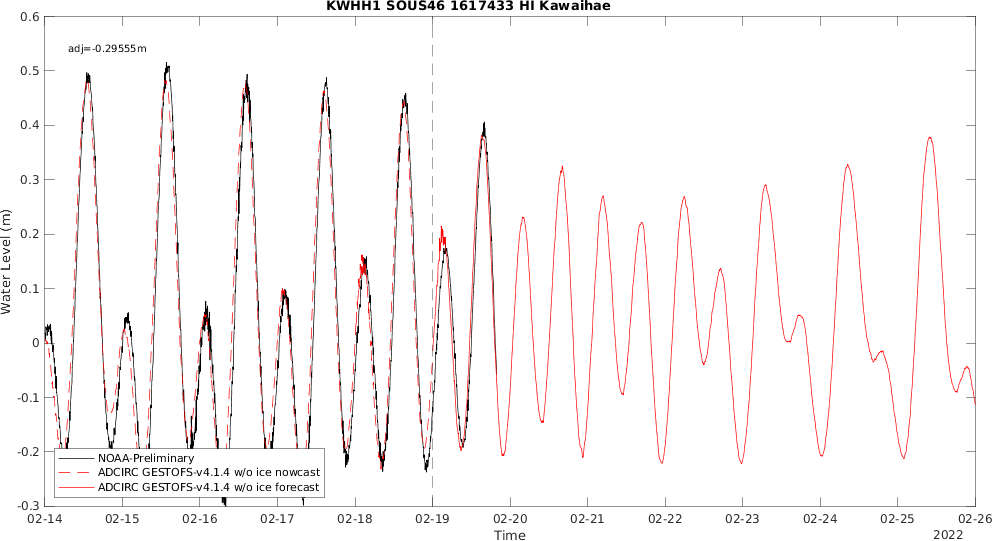 KWHH1 SOUS46 1617433 HI Kawaihae
adj=-0.29555m
Water Level (m)
0.6
0.5
0.4
0.3
0.2
0.1
0
-0.1
-0.2
-0.3
NOAA-Preliminary
ADCIRC GESTOFS-v4.1.4 w/o ice nowcast
ADCIRC GESTOFS-v4.1.4 w/o ice forecast
02-14 02-15 02-16 02-17 02-18 02-19 02-20 02-21 02-22 02-23 02-24 02-25 02-26
Time
2022